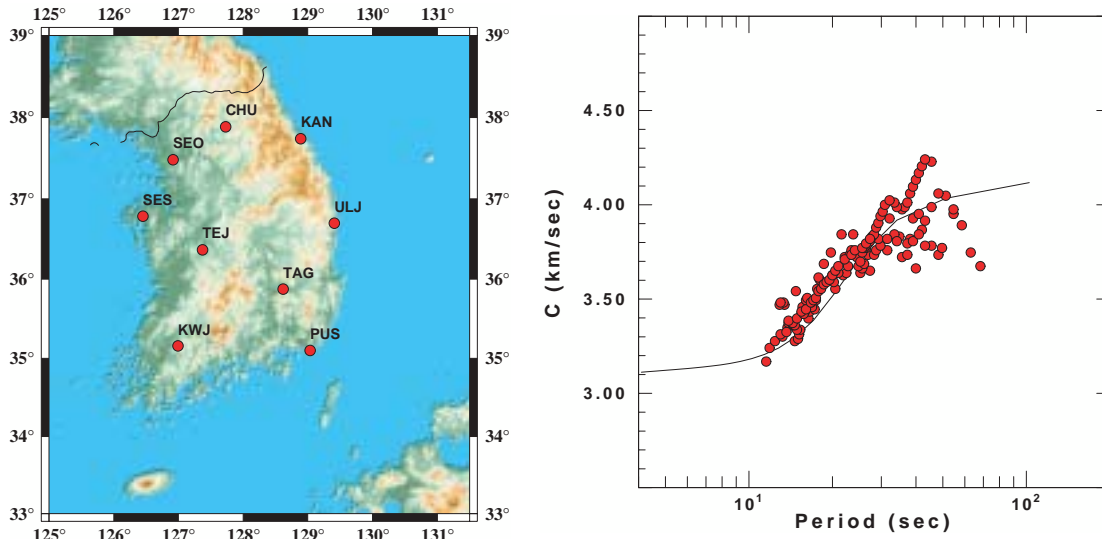 125° 126° 127° 128° 129° 130° 131°
39° 39°
38° 38°
37° 37°
36° 36°
35° 35°
34° 34°
33° 33°
125° 126° 127° 128° 129° 130° 131°
CHU
KAN
SEO
SES
ULJ
TEJ
TAG
KWJ
PUS
C (km/sec)
4.50
4.00
3.50
3.00
10¹ 10²
Period (sec)